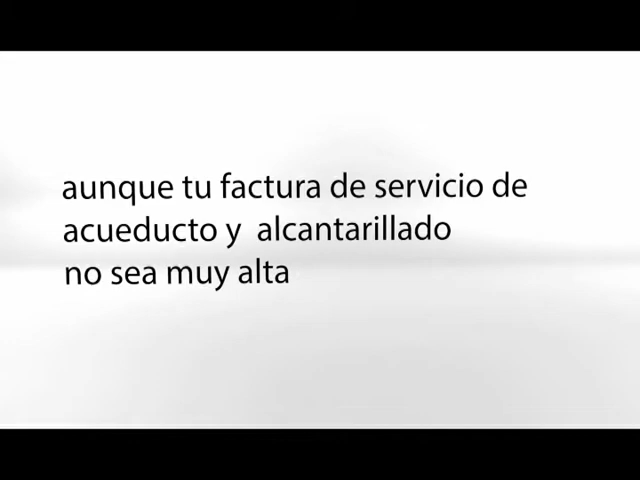 aunque tu factura de servicio de
acueducto y alcantarillado
no sea muy alta